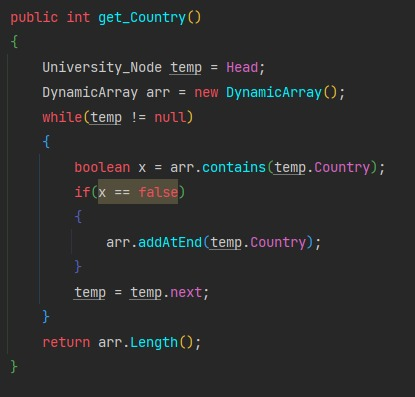 public int get_Country()
{
University_Node temp = Head;
DynamicArray arr = new DynamicArray();
while(temp != null)
{
boolean x = arr.contains(temp.Country);
if(x == false)
{
arr.addAtEnd(temp.Country);
}
temp = temp.next;
}
return arr.Length();
}